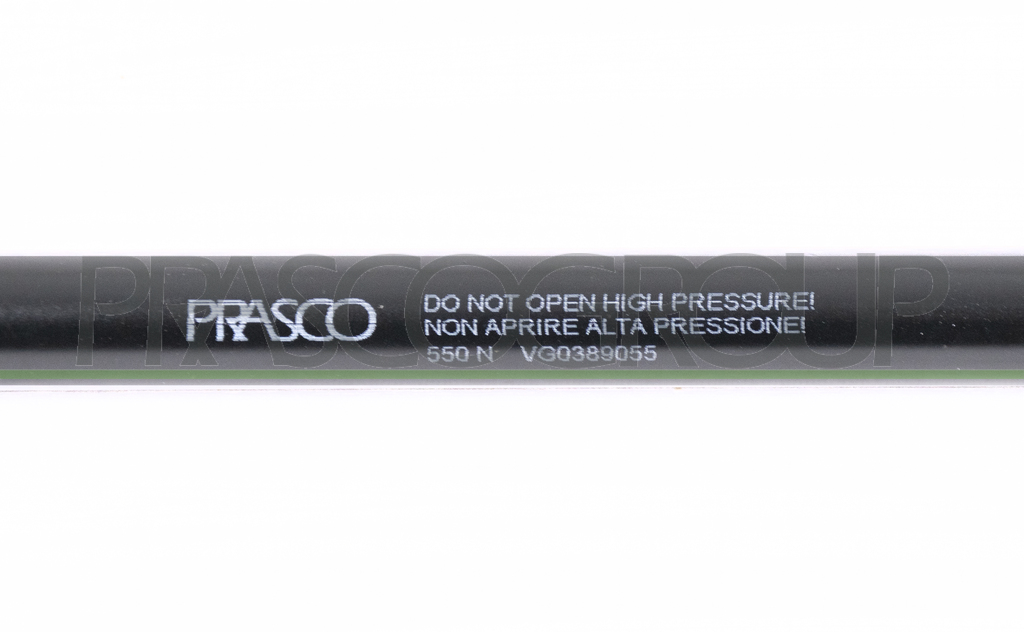 PRASCOGROUP
PRASCO
DO NOT OPEN HIGH PRESSURE!
NON APRIRE ALTA PRESSIONE!
550 N VG0389055